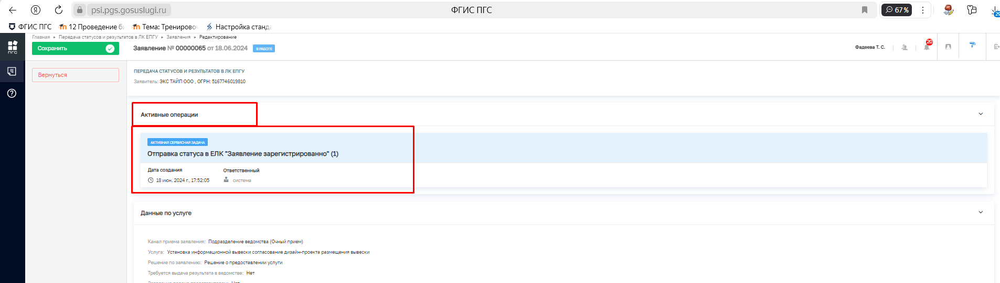 psi.pgs.gosuslugi.ru
ФГИС ПГС
67 %
ФГИС ПГС
12 Проведение би
Тема: Тренирово
Настройка станда
29
Главная ▸ Передача статусов и результатов в ЛК ЕПГУ ▸ Заявления ▸ Редактирование
ПГС
Сохранить
Заявление № 00000065 от 18.06.2024
В РАБОТЕ
Фадеева Т. С.
20
Вернуться
ПЕРЕДАЧА СТАТУСОВ И РЕЗУЛЬТАТОВ В ЛК ЕПГУ
Заявитель: ЭКС ТАЙП ООО , ОГРН: 5167746019810
Активные операции
АКТИВНАЯ СЕРВИСНАЯ ЗАДАЧА
Отправка статуса в ЕЛК "Заявление зарегистрированно" (1)
Дата создания
Ответственный
18 июн. 2024 г., 17:52:05
система
Данные по услуге
Канал приема заявления: Подразделение ведомства (Очный прием)
Услуга: Установка информационной вывески согласование дизайн-проекта размещения вывески
Решение по заявлению: Решение о предоставлении услуги
Требуется выдача результата в ведомстве: Нет